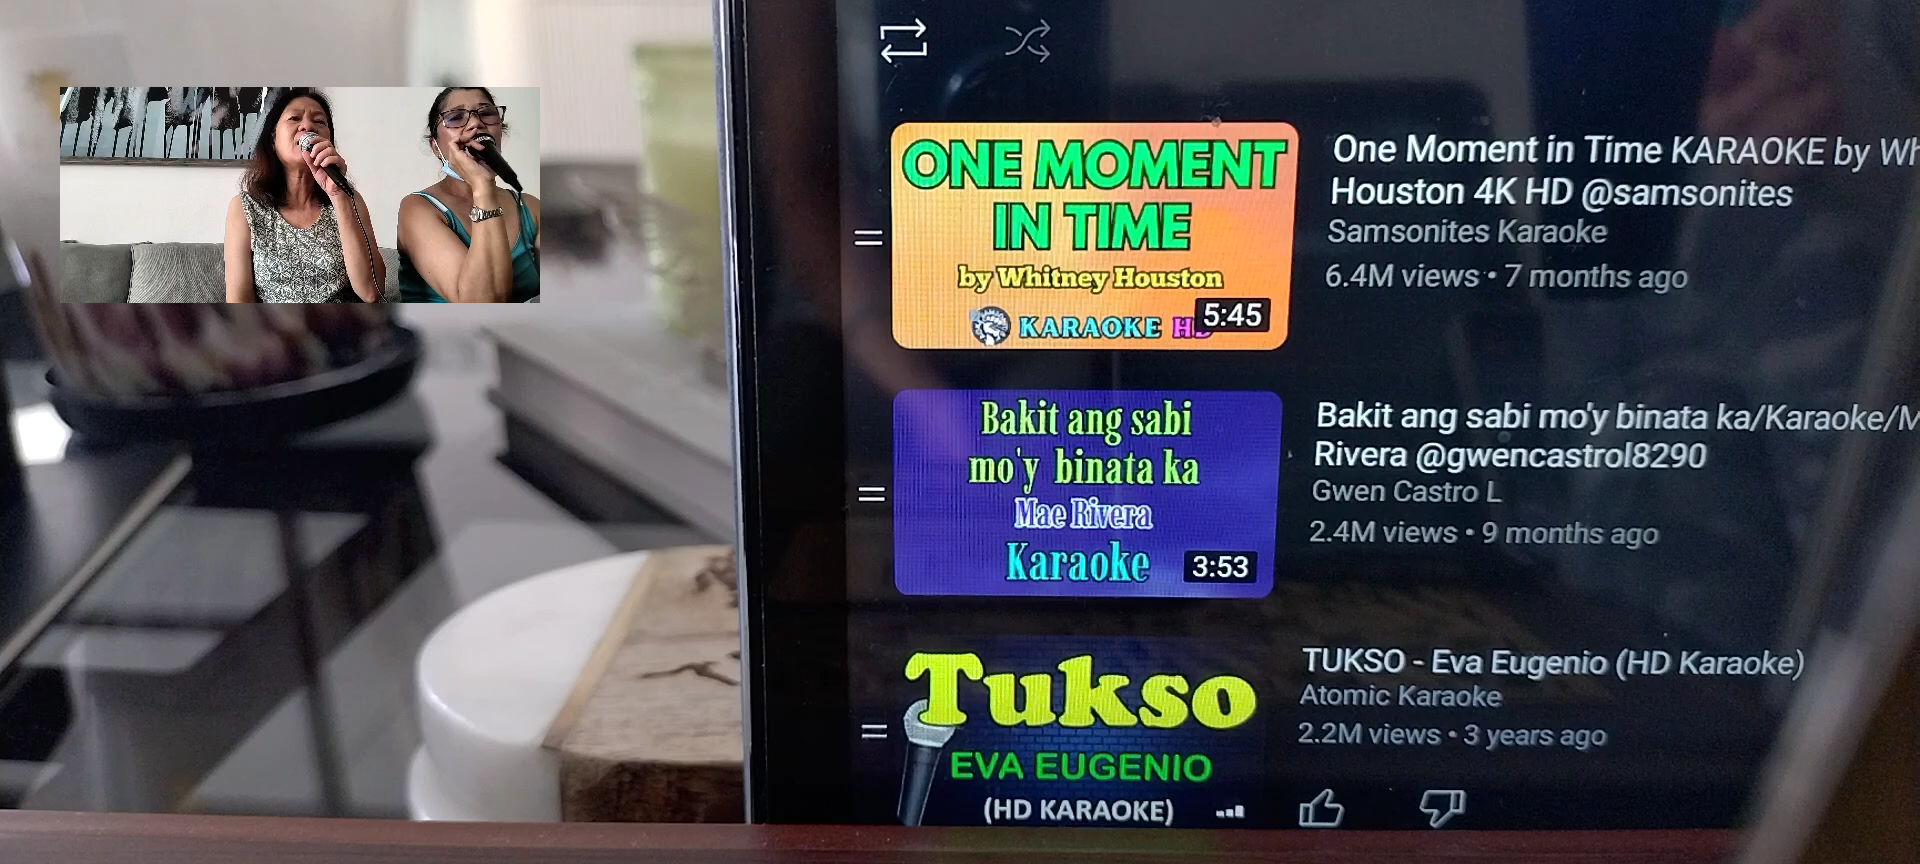 ONE MOMENT
IN TIME
by Whitney Houston
KARAOKE HD
5:45
One Moment in Time KARAOKE by Wh
Houston 4K HD @samsonites
Samsonites Karaoke
6.4M views • 7 months ago
Bakit ang sabi
mo'y binata ka
Mae Rivera
Karaoke
3:53
Bakit ang sabi mo'y binata ka/Karaoke/M
Rivera @gwencastrol8290
Gwen Castro L
2.4M views • 9 months ago
Tukso
EVA EUGENIO
(HD KARAOKE)
TUKSO - Eva Eugenio (HD Karaoke)
Atomic Karaoke
2.2M views • 3 years ago